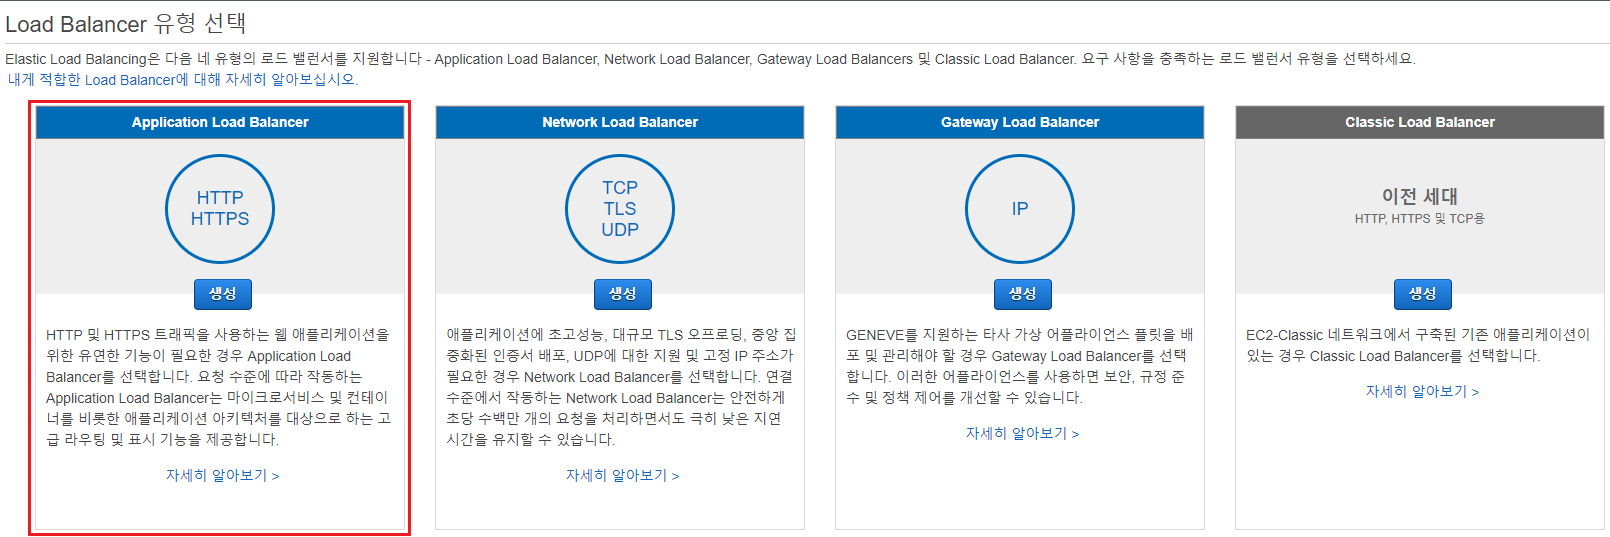 Load Balancer 유형 선택
Elastic Load Balancing은 다음 네 유형의 로드 밸런서를 지원합니다 - Application Load Balancer, Network Load Balancer, Gateway Load Balancers 및 Classic Load Balancer. 요구 사항을 충족하는 로드 밸런서 유형을 선택하세요.
내게 적합한 Load Balancer에 대해 자세히 알아보십시오.
Application Load Balancer
HTTP
HTTPS
생성
HTTP 및 HTTPS 트래픽을 사용하는 웹 애플리케이션을
위한 유연한 기능이 필요한 경우 Application Load
Balancer를 선택합니다. 요청 수준에 따라 작동하는
Application Load Balancer는 마이크로서비스 및 컨테이
너를 비롯한 애플리케이션 아키텍처를 대상으로 하는 고
급 라우팅 및 표시 기능을 제공합니다.
자세히 알아보기 >
Network Load Balancer
TCP
TLS
UDP
생성
애플리케이션에 초고성능, 대규모 TLS 오프로딩, 중앙 집
중화된 인증서 배포, UDP에 대한 지원 및 고정 IP 주소가
필요한 경우 Network Load Balancer를 선택합니다. 연결
수준에서 작동하는 Network Load Balancer는 안전하게
초당 수백만 개의 요청을 처리하면서도 극히 낮은 지연
시간을 유지할 수 있습니다.
자세히 알아보기 >
Gateway Load Balancer
IP
생성
GENEVE를 지원하는 타사 가상 어플라이언스 플릿을 배
포 및 관리해야 할 경우 Gateway Load Balancer를 선택
합니다. 이러한 어플라이언스를 사용하면 보안, 규정 준
수 및 정책 제어를 개선할 수 있습니다.
자세히 알아보기 >
Classic Load Balancer
이전 세대
HTTP, HTTPS 및 TCP용
생성
EC2-Classic 네트워크에서 구축된 기존 애플리케이션이
있는 경우 Classic Load Balancer를 선택합니다.
자세히 알아보기 >